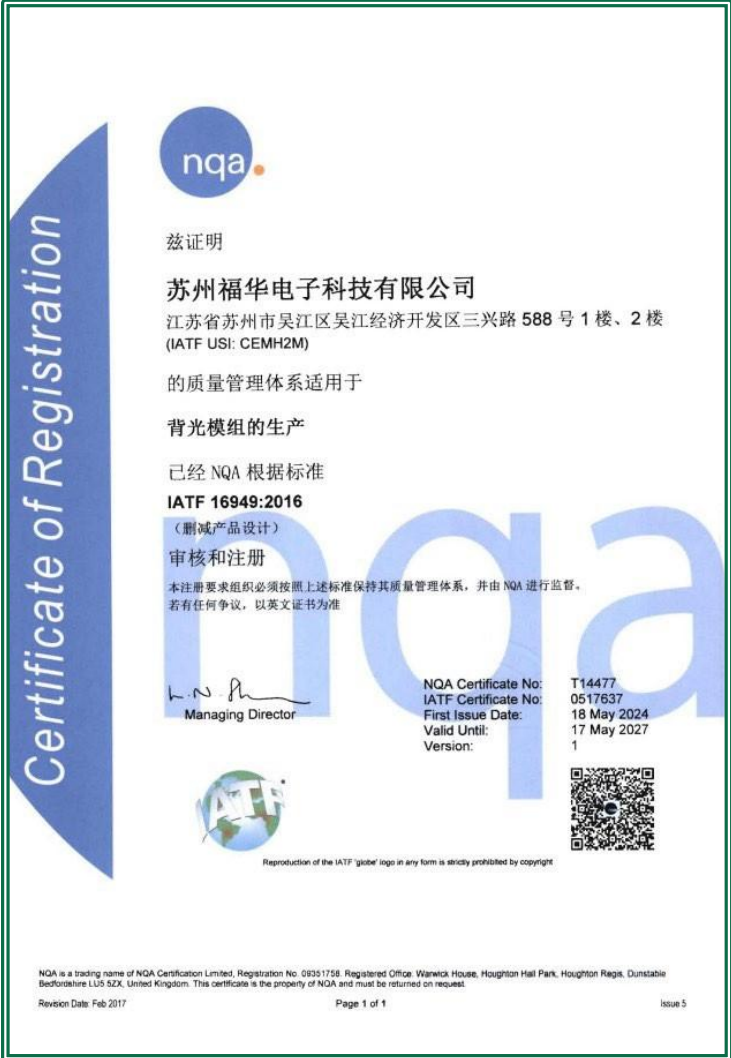 Certificate of Registration
nqa.
兹证明
苏州福华电子科技有限公司
江苏省苏州市吴江区吴江经济开发区三兴路 588 号 1 楼、2 楼
(IATF USI: CEMH2M)
的质量管理体系适用于
背光模组的生产
已经 NQA 根据标准
IATF 16949:2016
（删减产品设计）
审核和注册
本注册要求组织必须按照上述标准保持其质量管理体系，并由 NQA 进行监督。
若有任何争议，以英文证书为准
nqa
Managing Director
NQA Certificate No: T14477
IATF Certificate No: 0517637
First Issue Date: 18 May 2024
Valid Until: 17 May 2027
Version: 1
IATF
Reproduction of the IATF 'globe' logo in any form is strictly prohibited by copyright
NQA is a trading name of NQA Certification Limited, Registration No. 09351758. Registered Office: Warwick House, Houghton Hall Park, Houghton Regis, Dunstable
Bedfordshire LU5 5ZX, United Kingdom. This certificate is the property of NQA and must be returned on request.
Revision Date: Feb 2017 Page 1 of 1 Issue 5